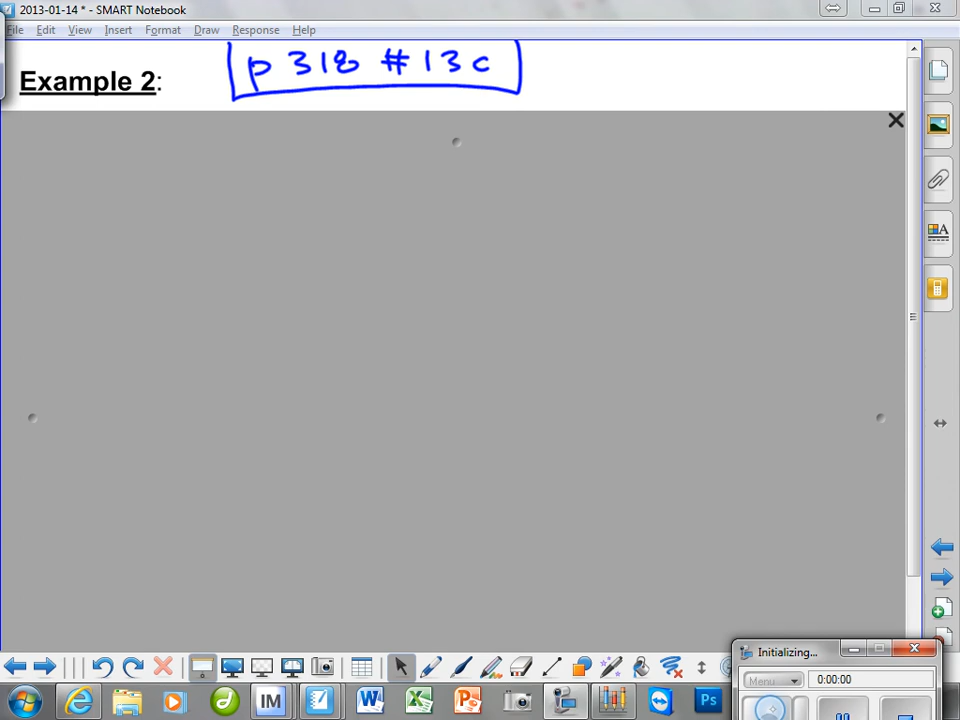 2013-01-14 * - SMART Notebook
File Edit View Insert Format Draw Response Help
p 318 # 13 c
Example 2:
Initializing...
Menu
0:00:00